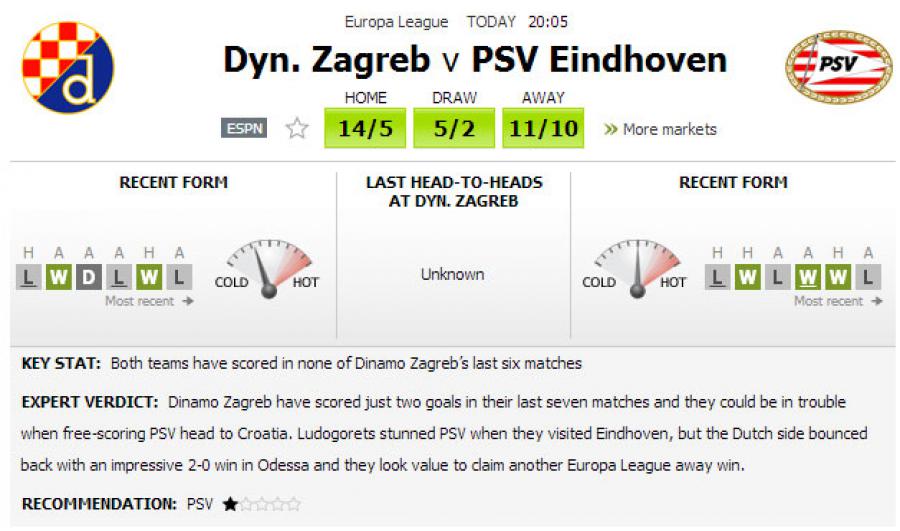 Europa League TODAY 20:05
Dyn. Zagreb v PSV Eindhoven
PSV
HOME DRAW AWAY
ESPN 14/5 5/2 11/10 More markets
RECENT FORM
LAST HEAD-TO-HEADS
AT DYN. ZAGREB
RECENT FORM
H A A A H A
L W D L W L
COLD HOT
Most recent
Unknown
COLD HOT
H H A A H A
L W L W W L
Most recent
KEY STAT: Both teams have scored in none of Dinamo Zagreb's last six matches
EXPERT VERDICT: Dinamo Zagreb have scored just two goals in their last seven matches and they could be in trouble
when free-scoring PSV head to Croatia. Ludogorets stunned PSV when they visited Eindhoven, but the Dutch side bounced
back with an impressive 2-0 win in Odessa and they look value to claim another Europa League away win.
RECOMMENDATION: PSV